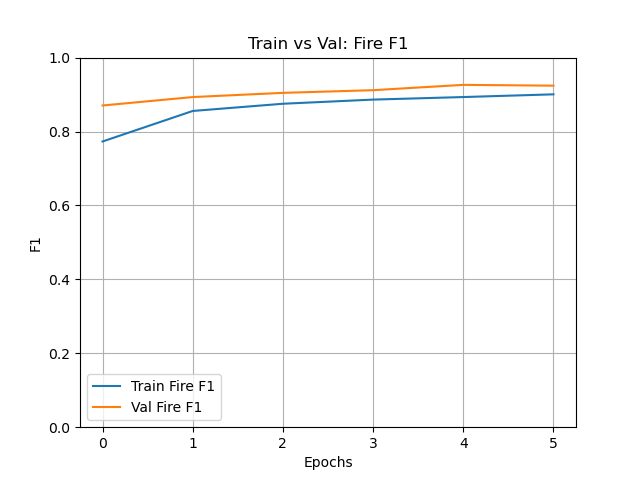 Train vs Val: Fire F1
1.0
0.8
0.6
0.4
0.2
0.0
F1
Train Fire F1
Val Fire F1
0 1 2 3 4 5
Epochs